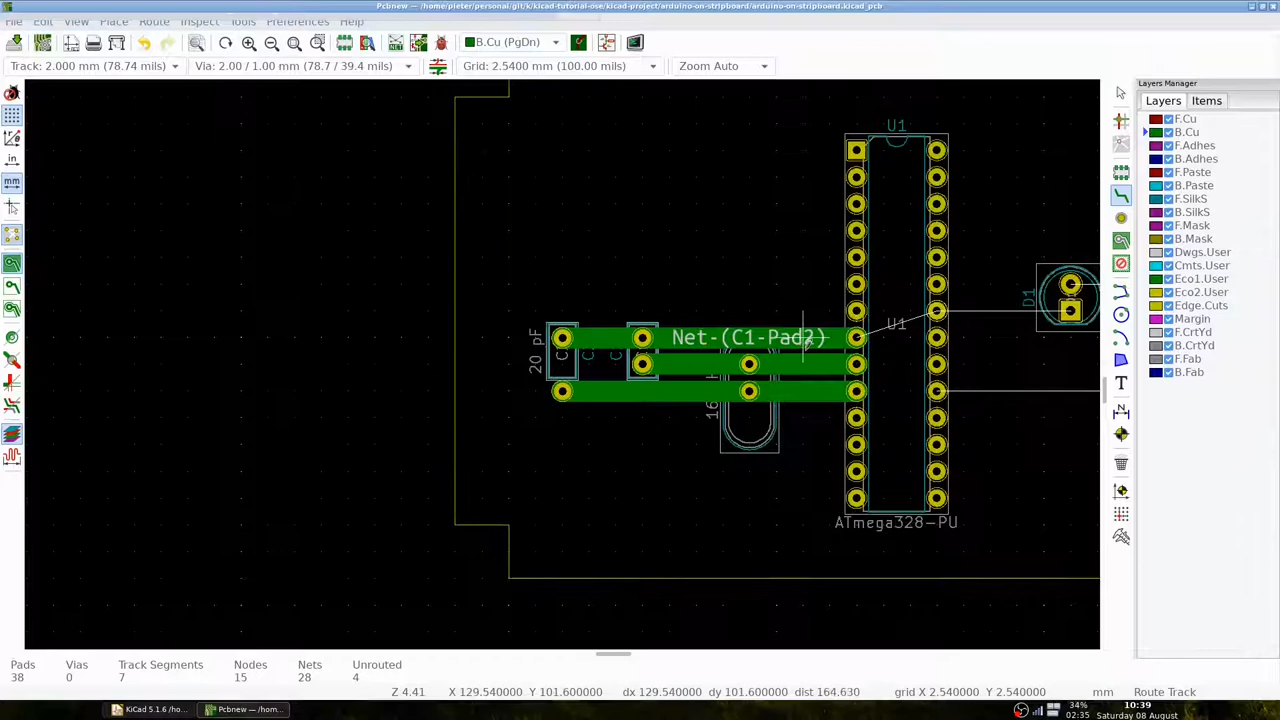 Pcbnew — /home/pieter/personal/git/k/kicad-tutorial-ose/kicad-project/arduino-on-stripboard/arduino-on-stripboard.kicad_pcb
File Edit View Place Route Inspect Tools Preferences Help
B.Cu (PgDn)
Track: 2.000 mm (78.74 mils) Via: 2.00 / 1.00 mm (78.7 / 39.4 mils) Grid: 2.5400 mm (100.00 mils) Zoom Auto
Layers Manager
Layers Items
F.Cu
B.Cu
F.Adhes
B.Adhes
F.Paste
B.Paste
F.SilkS
B.SilkS
F.Mask
B.Mask
Dwgs.User
Cmts.User
Eco1.User
Eco2.User
Edge.Cuts
Margin
F.CrtYd
B.CrtYd
F.Fab
B.Fab
in
mm
U1
D1
U1
Net-(C1-Pad2)
20 pF
C
C
C
16
ATmega328-PU
Pads Vias Track Segments Nodes Nets Unrouted
38 0 7 15 28 4
Z 4.41 X 129.540000 Y 101.600000 dx 129.540000 dy 101.600000 dist 164.630 grid X 2.540000 Y 2.540000 mm Route Track
KiCad 5.1.6 /ho... Pcbnew — /hom...
34%
02:35
10:39
Saturday 08 August